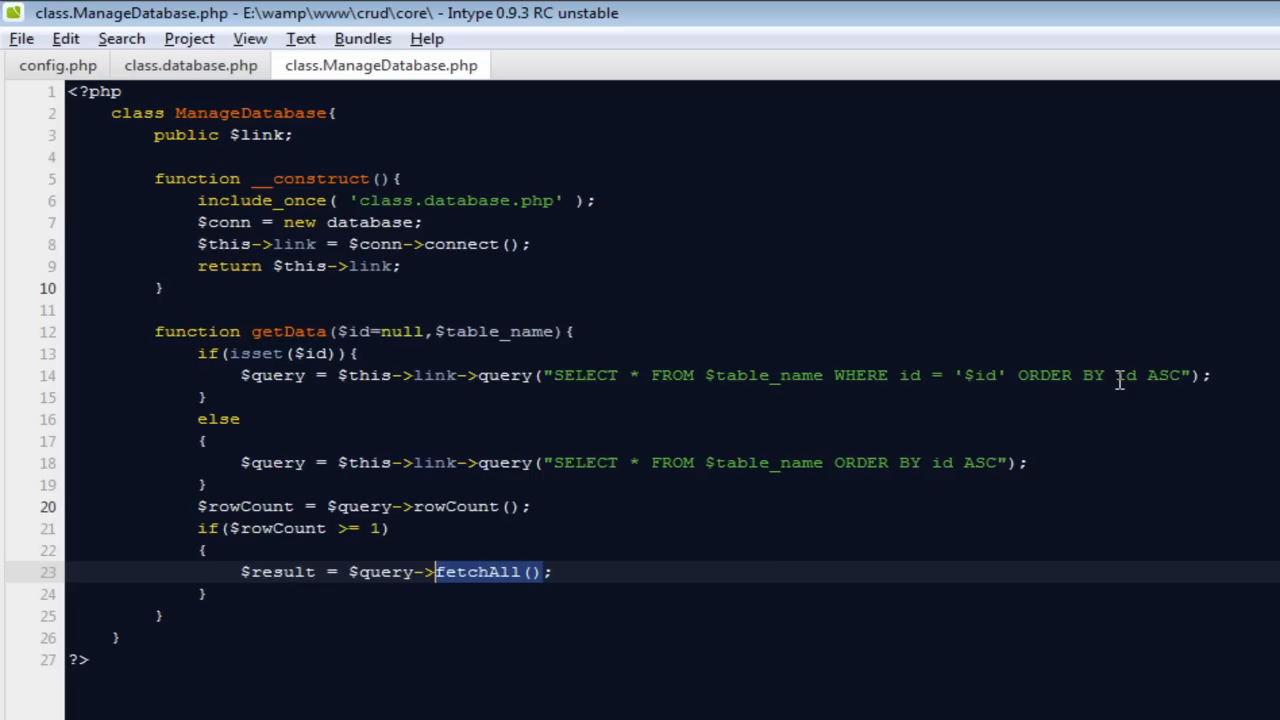 class.ManageDatabase.php - E:\wamp\www\crud\core\ - Intype 0.9.3 RC unstable
File Edit Search Project View Text Bundles Help
config.php class.database.php class.ManageDatabase.php
1 <?php
2 class ManageDatabase{
3 public $link;
4
5 function __construct(){
6 include_once( 'class.database.php' );
7 $conn = new database;
8 $this->link = $conn->connect();
9 return $this->link;
10 }
11
12 function getData($id=null,$table_name){
13 if(isset($id)){
14 $query = $this->link->query("SELECT * FROM $table_name WHERE id = '$id' ORDER BY id ASC");
15 }
16 else
17 {
18 $query = $this->link->query("SELECT * FROM $table_name ORDER BY id ASC");
19 }
20 $rowCount = $query->rowCount();
21 if($rowCount >= 1)
22 {
23 $result = $query->fetchAll();
24 }
25 }
26 }
27 ?>